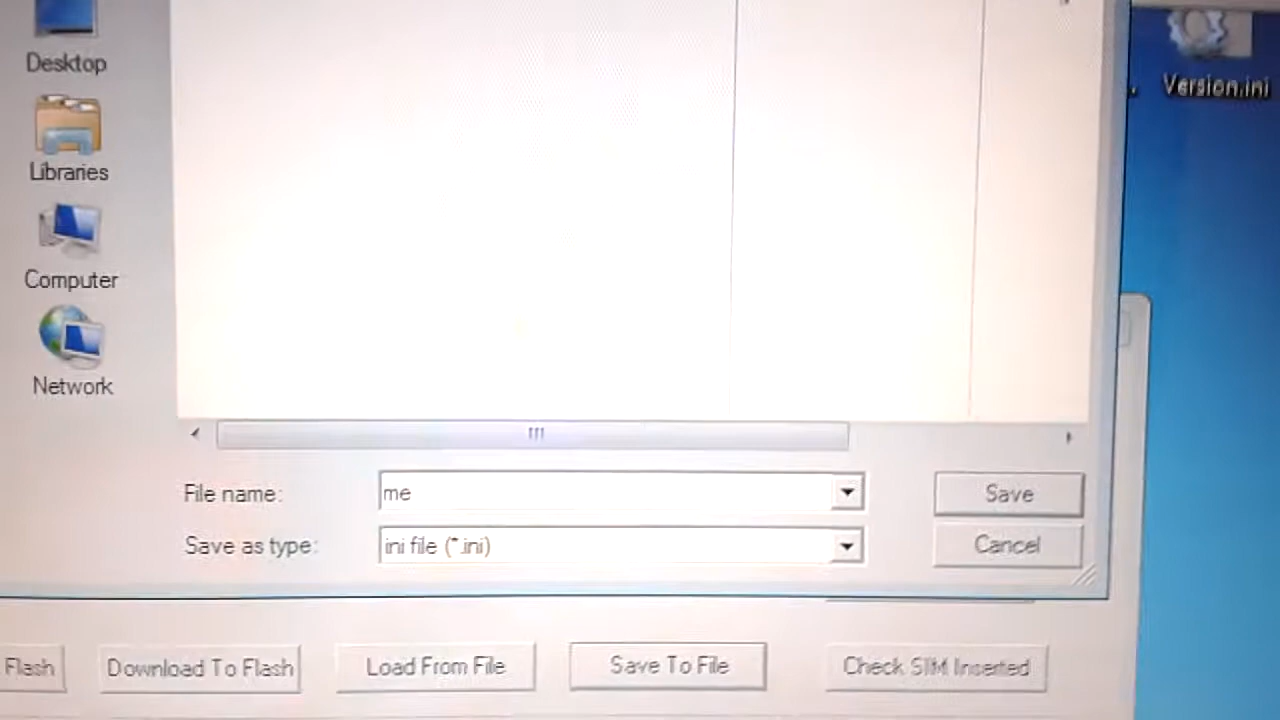 Desktop
Version.ini
Libraries
Computer
Network
File name:
me
Save
Save as type:
ini file (*.ini)
Cancel
Flash
Download To Flash
Load From File
Save To File
Check SIM Inserted